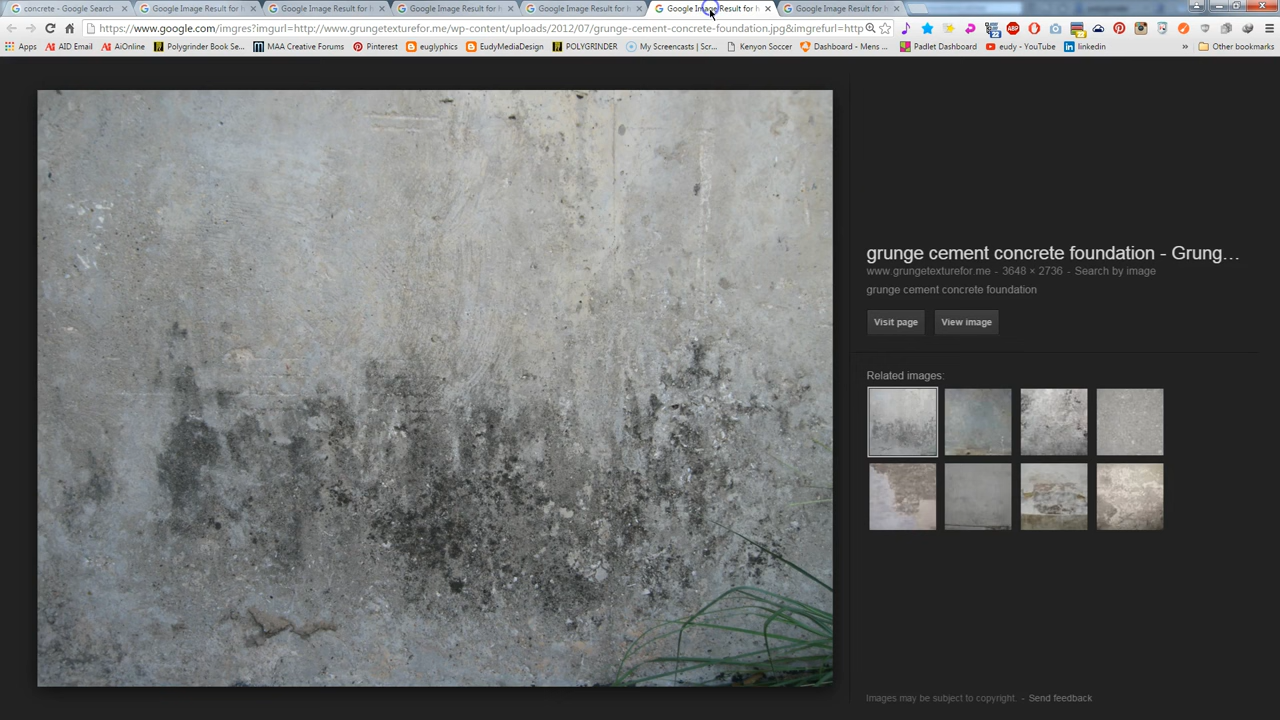 concrete - Google Search
Google Image Result for h
Google Image Result for h
Google Image Result for h
Google Image Result for h
Google Image Result for h
Google Image Result for h
https://www.google.com/imgres?imgurl=http://www.grungetexturefor.me/wp-content/uploads/2012/07/grunge-cement-concrete-foundation.jpg&imgrefurl=http
Apps
AID Email
AiOnline
Polygrinder Book Se...
MAA Creative Forums
Pinterest
euglyphics
EudyMediaDesign
POLYGRINDER
My Screencasts | Scr...
Kenyon Soccer
Dashboard - Mens ...
Padlet Dashboard
eudy - YouTube
linkedin
»
Other bookmarks
grunge cement concrete foundation - Grung...
www.grungetexturefor.me - 3648 × 2736 - Search by image
grunge cement concrete foundation
Visit page
View image
Related images:
Images may be subject to copyright. - Send feedback